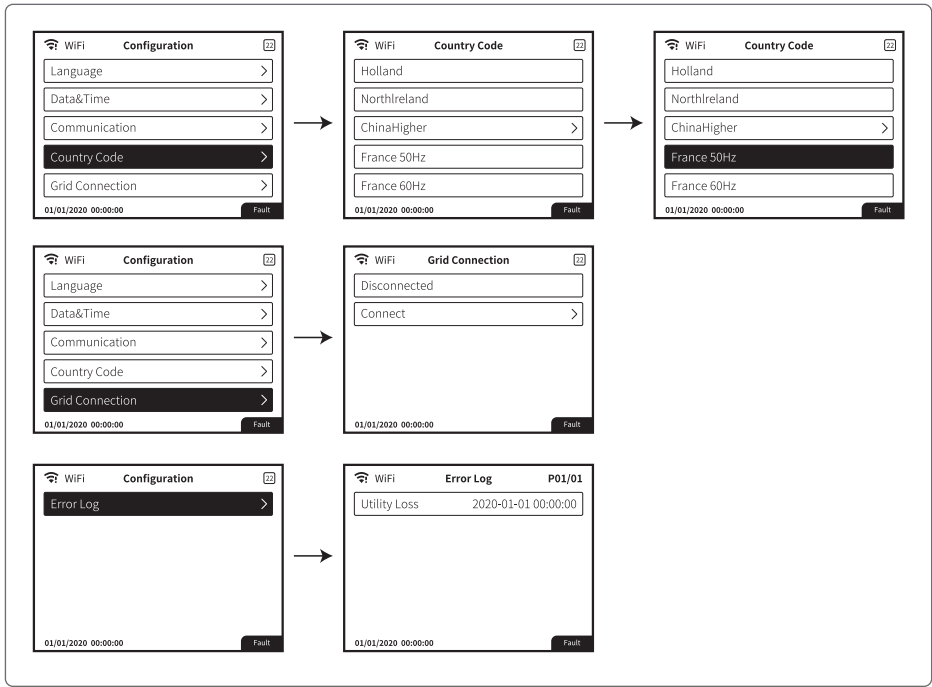 WiFi Configuration 22
Language
Data&Time
Communication
Country Code
Grid Connection
01/01/2020 00:00:00 Fault
WiFi Country Code 22
Holland
Northlreland
ChinaHigher
France 50Hz
France 60Hz
01/01/2020 00:00:00 Fault
WiFi Country Code 22
Holland
Northlreland
ChinaHigher
France 50Hz
France 60Hz
01/01/2020 00:00:00 Fault
WiFi Configuration 22
Language
Data&Time
Communication
Country Code
Grid Connection
01/01/2020 00:00:00 Fault
WiFi Grid Connection 22
Disconnected
Connect
01/01/2020 00:00:00 Fault
WiFi Configuration 22
Error Log
01/01/2020 00:00:00 Fault
WiFi Error Log P01/01
Utility Loss 2020-01-01 00:00:00
01/01/2020 00:00:00 Fault